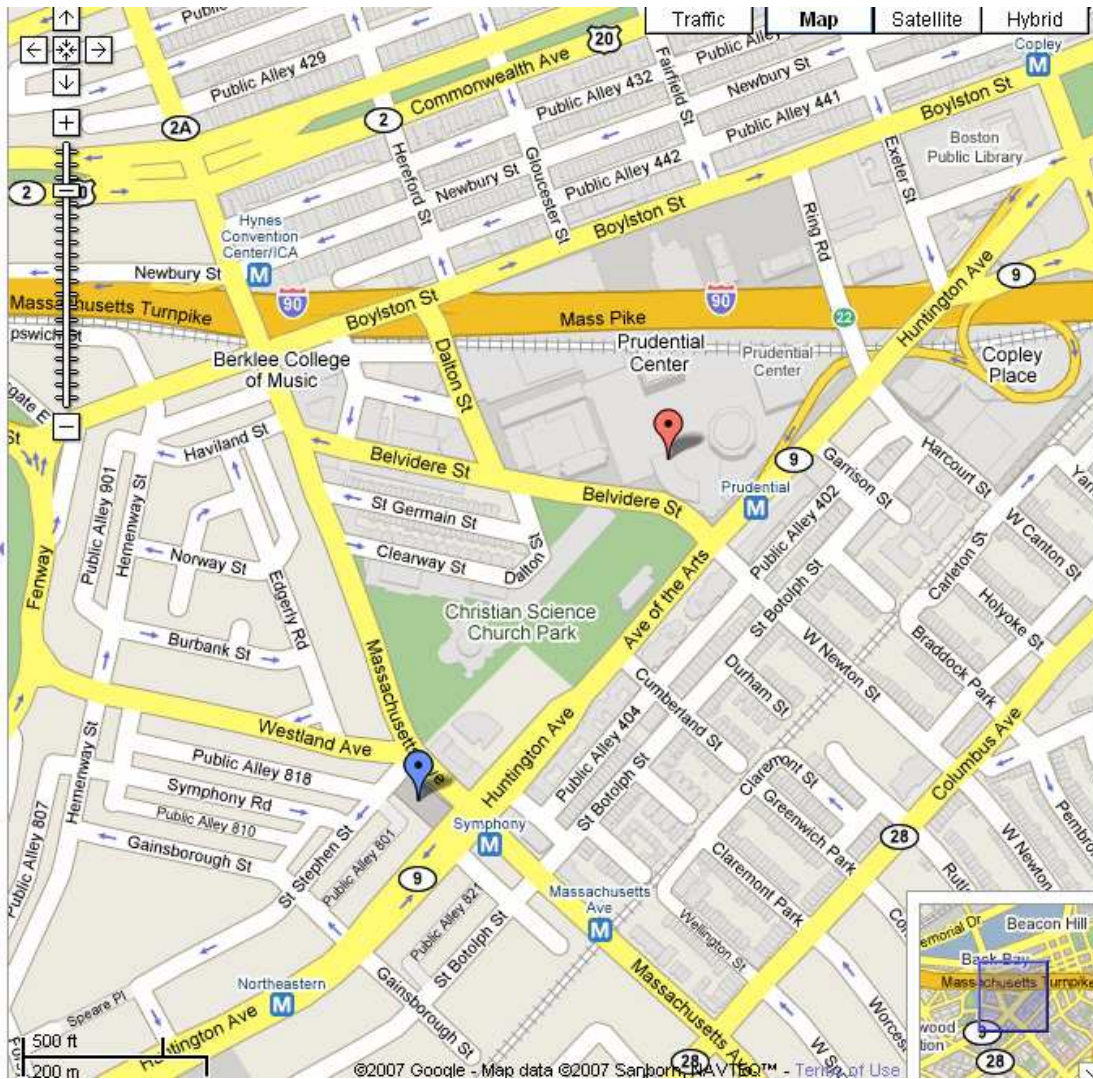 Traffic
Map
Satellite
Hybrid
20
Copley
Public Alley 429
Commonwealth Ave
Public Alley 432
Fairfield St
Newbury St
Boylston St
2A
2
Public Alley 441
Boston
Public Library
Hereford St
Gloucester St
Exeter St
Newbury St
Public Alley 442
2
Boylston St
Ring Rd
Hynes
Convention
Center/ICA
Newbury St
90
90
9
Massachusetts Turnpike
Boylston St
Mass Pike
22
Huntington Ave
Prudential
Center
Prudential
Center
Copley
Place
Berklee College
of Music
Dalton St
Haviland St
Belvidere St
9
Harcourt St
Garrison St
Public Alley 901
Hemenway St
Belvidere St
Prudential
St Germain St
Public Alley 402
W Canton St
Fenway
Norway St
Clearway St
Dalton St
Carleton St
Holyoke St
Edgerly Rd
Christian Science
Church Park
Ave of the Arts
St Botolph St
Braddock Park
Burbank St
W Newton St
Durham St
Massachusetts Ave
Cumberland St
Westland Ave
Public Alley 404
Columbus Ave
Public Alley 818
Huntington Ave
Claremont St
Symphony Rd
St Botolph St
Greenwich Park
Hemenway St
Public Alley 807
Public Alley 810
Symphony
28
Gainsborough St
St Stephen St
Public Alley 801
Claremont Park
W Newton
9
Massachusetts
Ave
Public Alley 821
St Botolph St
Wellington St
Beacon Hill
Back Bay
Massachusetts Turnpike
Northeastern
Massachusetts Ave
Speare Pl
Gainsborough St
Huntington Ave
9
28
28
500 ft
200 m
©2007 Google - Map data ©2007 Sanborn, NAVTEQ™ - Terms of Use